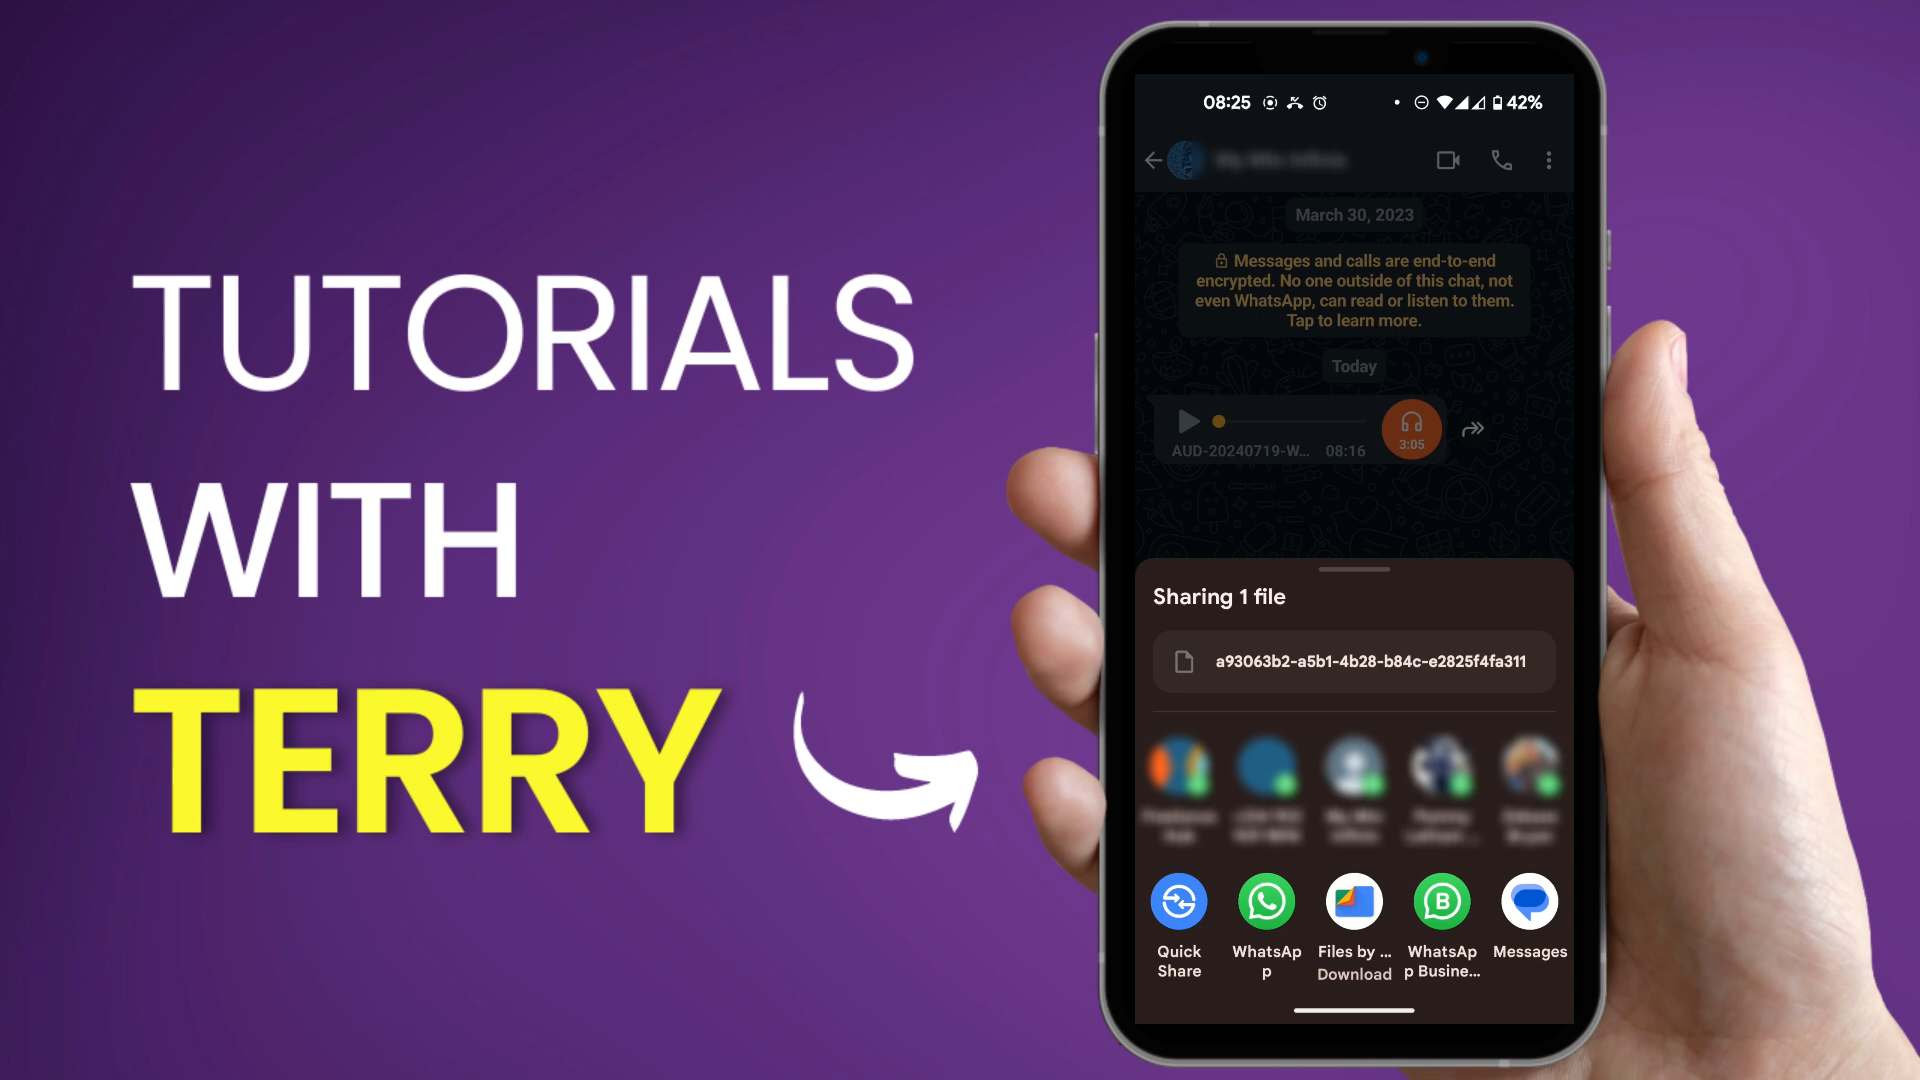 TUTORIALS
WITH
TERRY
08:25
42%
March 30, 2023
Messages and calls are end-to-end
encrypted. No one outside of this chat, not
even WhatsApp, can read or listen to them.
Tap to learn more.
Today
AUD-20240719-W... 08:16
3:05
Sharing 1 file
a93063b2-a5b1-4b28-b84c-e2825f4fa311
Quick
Share
WhatsAp
p
Files by ...
Download
B
WhatsAp
p Busine...
Messages